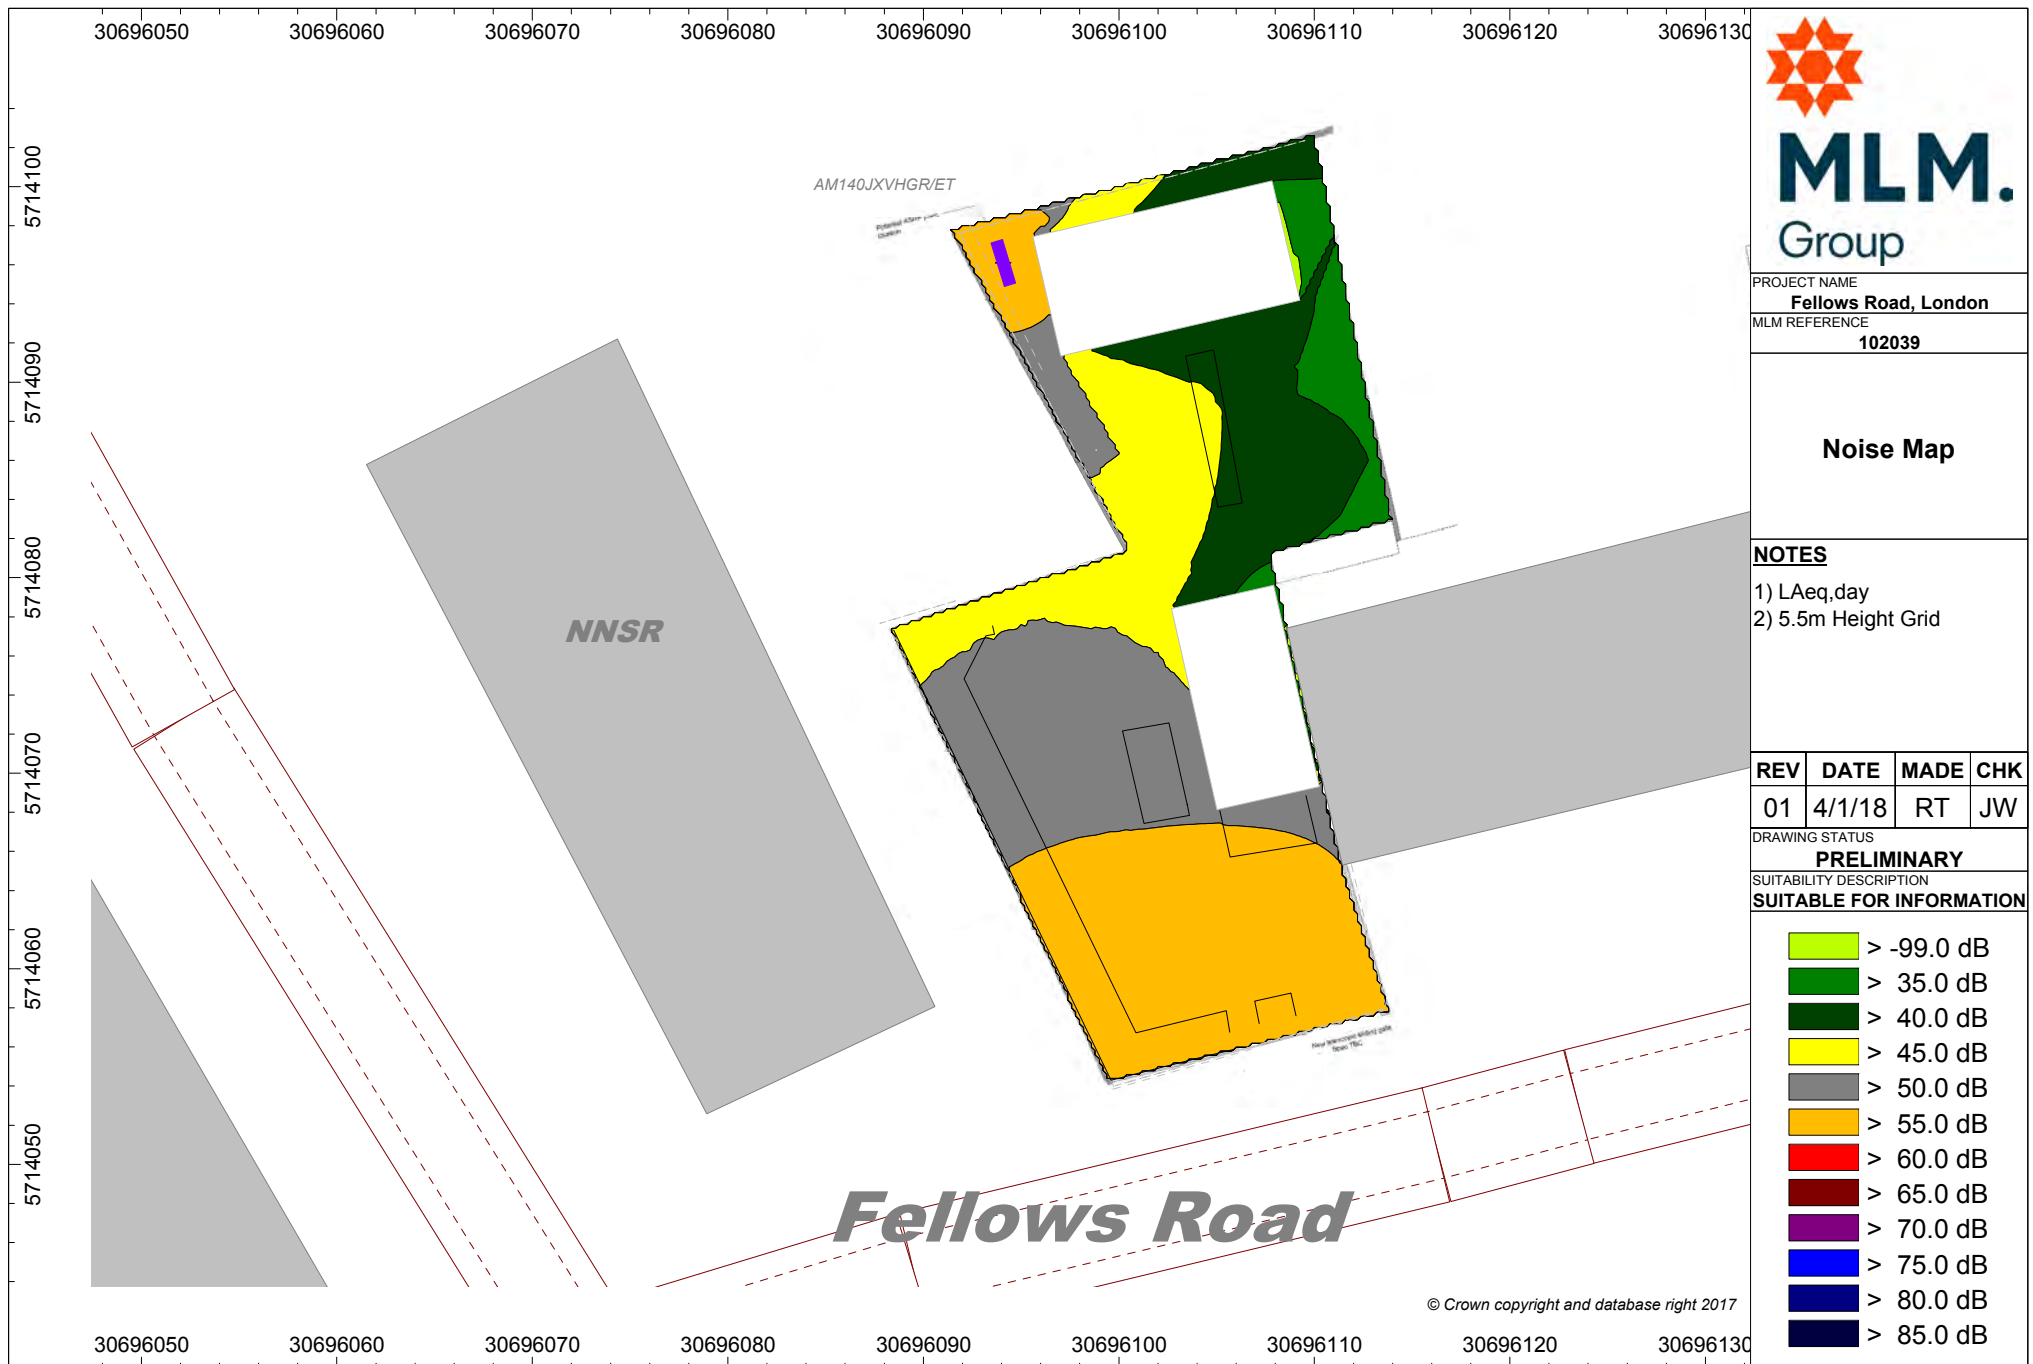 30696050 30696060 30696070 30696080 30696090 30696100 30696110 30696120 30696130
5714100
5714090
5714080
5714070
5714060
5714050
AM140JXVHGR/ET
NNSR
Fellows Road
© Crown copyright and database right 2017
30696050 30696060 30696070 30696080 30696090 30696100 30696110 30696120 30696130
MLM.
Group
PROJECT NAME
Fellows Road, London
MLM REFERENCE
102039
Noise Map
NOTES
1) LAeq,day
2) 5.5m Height Grid
REV DATE MADE CHK
01 4/1/18 RT JW
DRAWING STATUS
PRELIMINARY
SUITABILITY DESCRIPTION
SUITABLE FOR INFORMATION
> -99.0 dB
> 35.0 dB
> 40.0 dB
> 45.0 dB
> 50.0 dB
> 55.0 dB
> 60.0 dB
> 65.0 dB
> 70.0 dB
> 75.0 dB
> 80.0 dB
> 85.0 dB